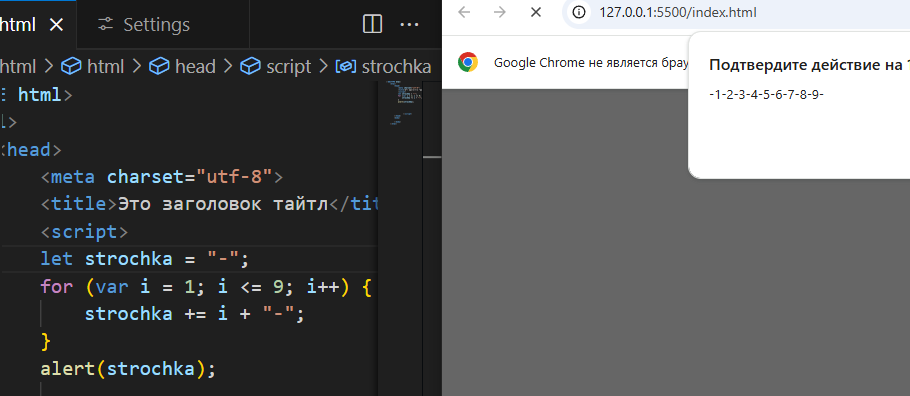 html
Settings
html > html > head > script > strochka
html>
l>
<head>
<meta charset="utf-8">
<title>Это заголовок тайтл</tit
<script>
let strochka = "-";
for (var i = 1; i <= 9; i++) {
strochka += i + "-";
}
alert(strochka);
127.0.0.1:5500/index.html
Google Chrome не является брау
Подтвердите действие на 1
-1-2-3-4-5-6-7-8-9-